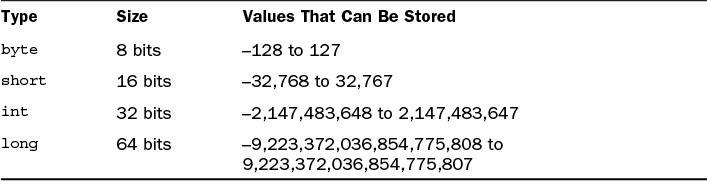 Type Size Values That Can Be Stored
byte 8 bits –128 to 127
short 16 bits –32,768 to 32,767
int 32 bits –2,147,483,648 to 2,147,483,647
long 64 bits –9,223,372,036,854,775,808 to
9,223,372,036,854,775,807